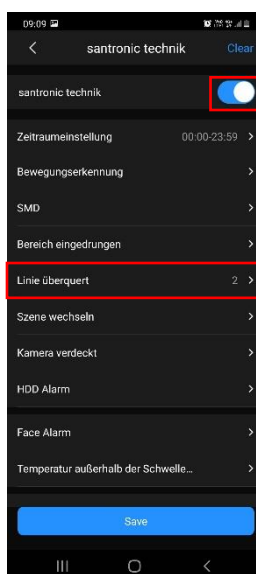 09:09
santronic technik Clear
santronic technik
Zeitraumeinstellung 00:00-23:59
Bewegungserkennung
SMD
Bereich eingedrungen
Linie überquert 2
Szene wechseln
Kamera verdeckt
HDD Alarm
Face Alarm
Temperatur außerhalb der Schwelle...
Save